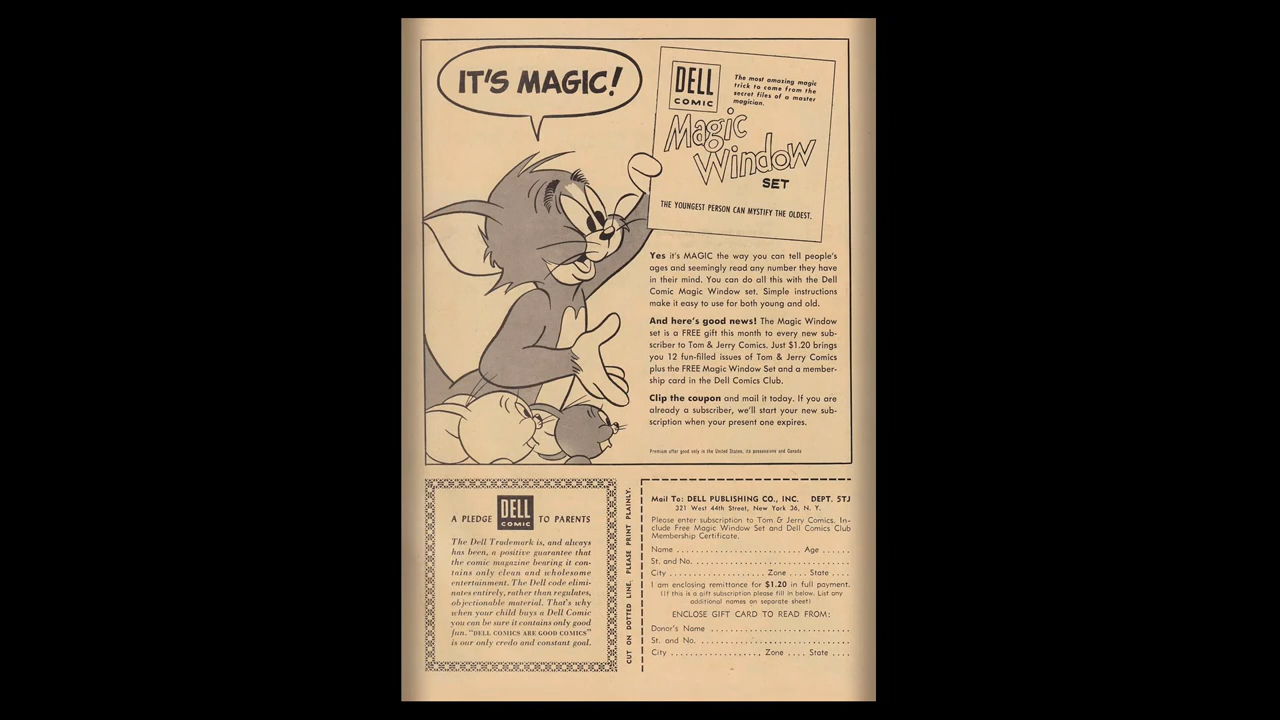 IT'S MAGIC!
DELL
COMIC
The most amazing magic
trick to come from the
secret files of a master
magician.
Magic
Window
SET
THE YOUNGEST PERSON CAN MYSTIFY THE OLDEST.
Yes it's MAGIC the way you can tell people's
ages and seemingly read any number they have
in their mind. You can do all this with the Dell
Comic Magic Window set. Simple instructions
make it easy to use for both young and old.
And here's good news! The Magic Window
set is a FREE gift this month to every new sub-
scriber to Tom & Jerry Comics. Just $1.20 brings
you 12 fun-filled issues of Tom & Jerry Comics
plus the FREE Magic Window Set and a member-
ship card in the Dell Comics Club.
Clip the coupon and mail it today. If you are
already a subscriber, we'll start your new sub-
scription when your present one expires.
Premium offer good only in the United States, its possessions and Canada
A PLEDGE DELL COMIC TO PARENTS
The Dell Trademark is, and always
has been, a positive guarantee that
the comic magazine bearing it con-
tains only clean and wholesome
entertainment. The Dell code elimi-
nates entirely, rather than regulates,
objectionable material. That's why
when your child buys a Dell Comic
you can be sure it contains only good
fun. "DELL COMICS ARE GOOD COMICS"
is our only credo and constant goal.
CUT ON DOTTED LINE. PLEASE PRINT PLAINLY.
Mail To: DELL PUBLISHING CO., INC. DEPT. 5TJ
321 West 44th Street, New York 36, N. Y.
Please enter subscription to Tom & Jerry Comics. In-
clude Free Magic Window Set and Dell Comics Club
Membership Certificate.
Name ........................ Age ......
St. and No. ..............................
City .................. Zone .... State ....
I am enclosing remittance for $1.20 in full payment.
(If this is a gift subscription please fill in below. List any
additional names on separate sheet)
ENCLOSE GIFT CARD TO READ FROM:
Donor's Name ...........................
St. and No. ..............................
City .................. Zone .... State ....